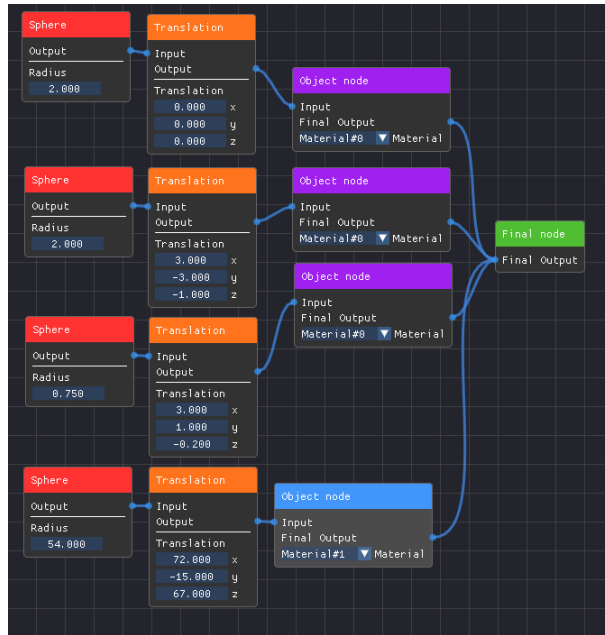 Sphere
Output
Radius
2.000
Translation
Input
Output
Translation
0.000 x
0.000 y
0.000 z
Object node
Input
Final Output
Material#0 Material
Sphere
Output
Radius
2.000
Translation
Input
Output
Translation
3.000 x
-3.000 y
-1.000 z
Object node
Input
Final Output
Material#0 Material
Final node
Final Output
Object node
Input
Final Output
Material#0 Material
Sphere
Output
Radius
0.750
Translation
Input
Output
Translation
3.000 x
1.000 y
-0.200 z
Sphere
Output
Radius
54.000
Translation
Input
Output
Translation
72.000 x
-15.000 y
67.000 z
Object node
Input
Final Output
Material#1 Material